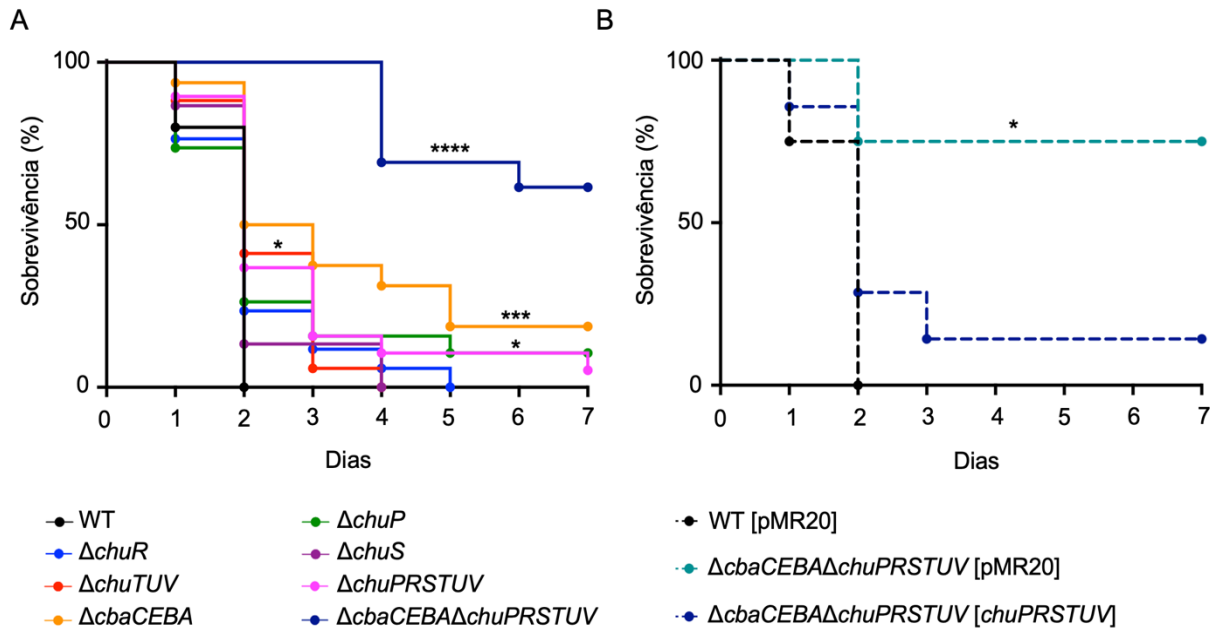 A
B
100
50
0
Sobrevivência (%)
****
*
***
*
0 1 2 3 4 5 6 7
Dias
100
50
0
Sobrevivência (%)
*
0 1 2 3 4 5 6 7
Dias
WT
ΔchuR
ΔchuTUV
ΔcbaCEBA
ΔchuP
ΔchuS
ΔchuPRSTUV
ΔcbaCEBAΔchuPRSTUV
WT [pMR20]
ΔcbaCEBAΔchuPRSTUV [pMR20]
ΔcbaCEBAΔchuPRSTUV [chuPRSTUV]